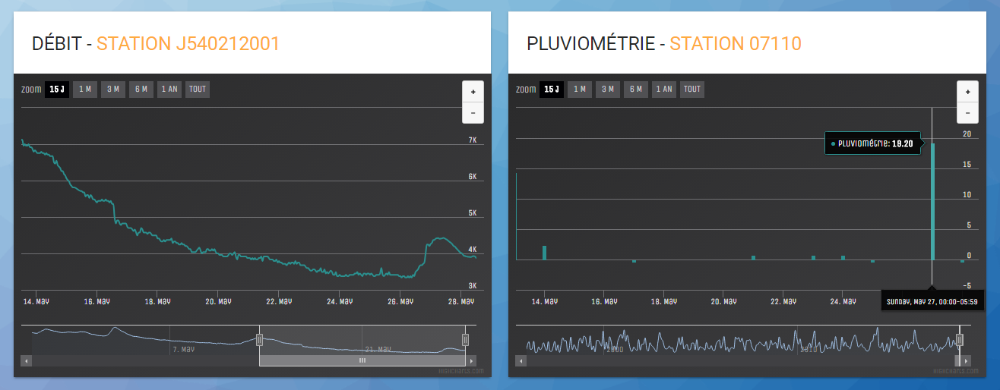 DÉBIT - STATION J540212001
zoom 15 J 1 M 3 M 6 M 1 AN TOUT
+
-
7K
6K
5K
4K
3K
14. May 16. May 18. May 20. May 22. May 24. May 26. May 28. May
7. May 21. May
Highcharts.com
PLUVIOMÉTRIE - STATION 07110
zoom 15 J 1 M 3 M 6 M 1 AN TOUT
+
-
20
Pluviométrie: 19.20
15
10
5
0
-5
14. May 16. May 18. May 20. May 22. May 24. May
Sunday, May 27, 00:00-05:59
2000 2010
Highcharts.com